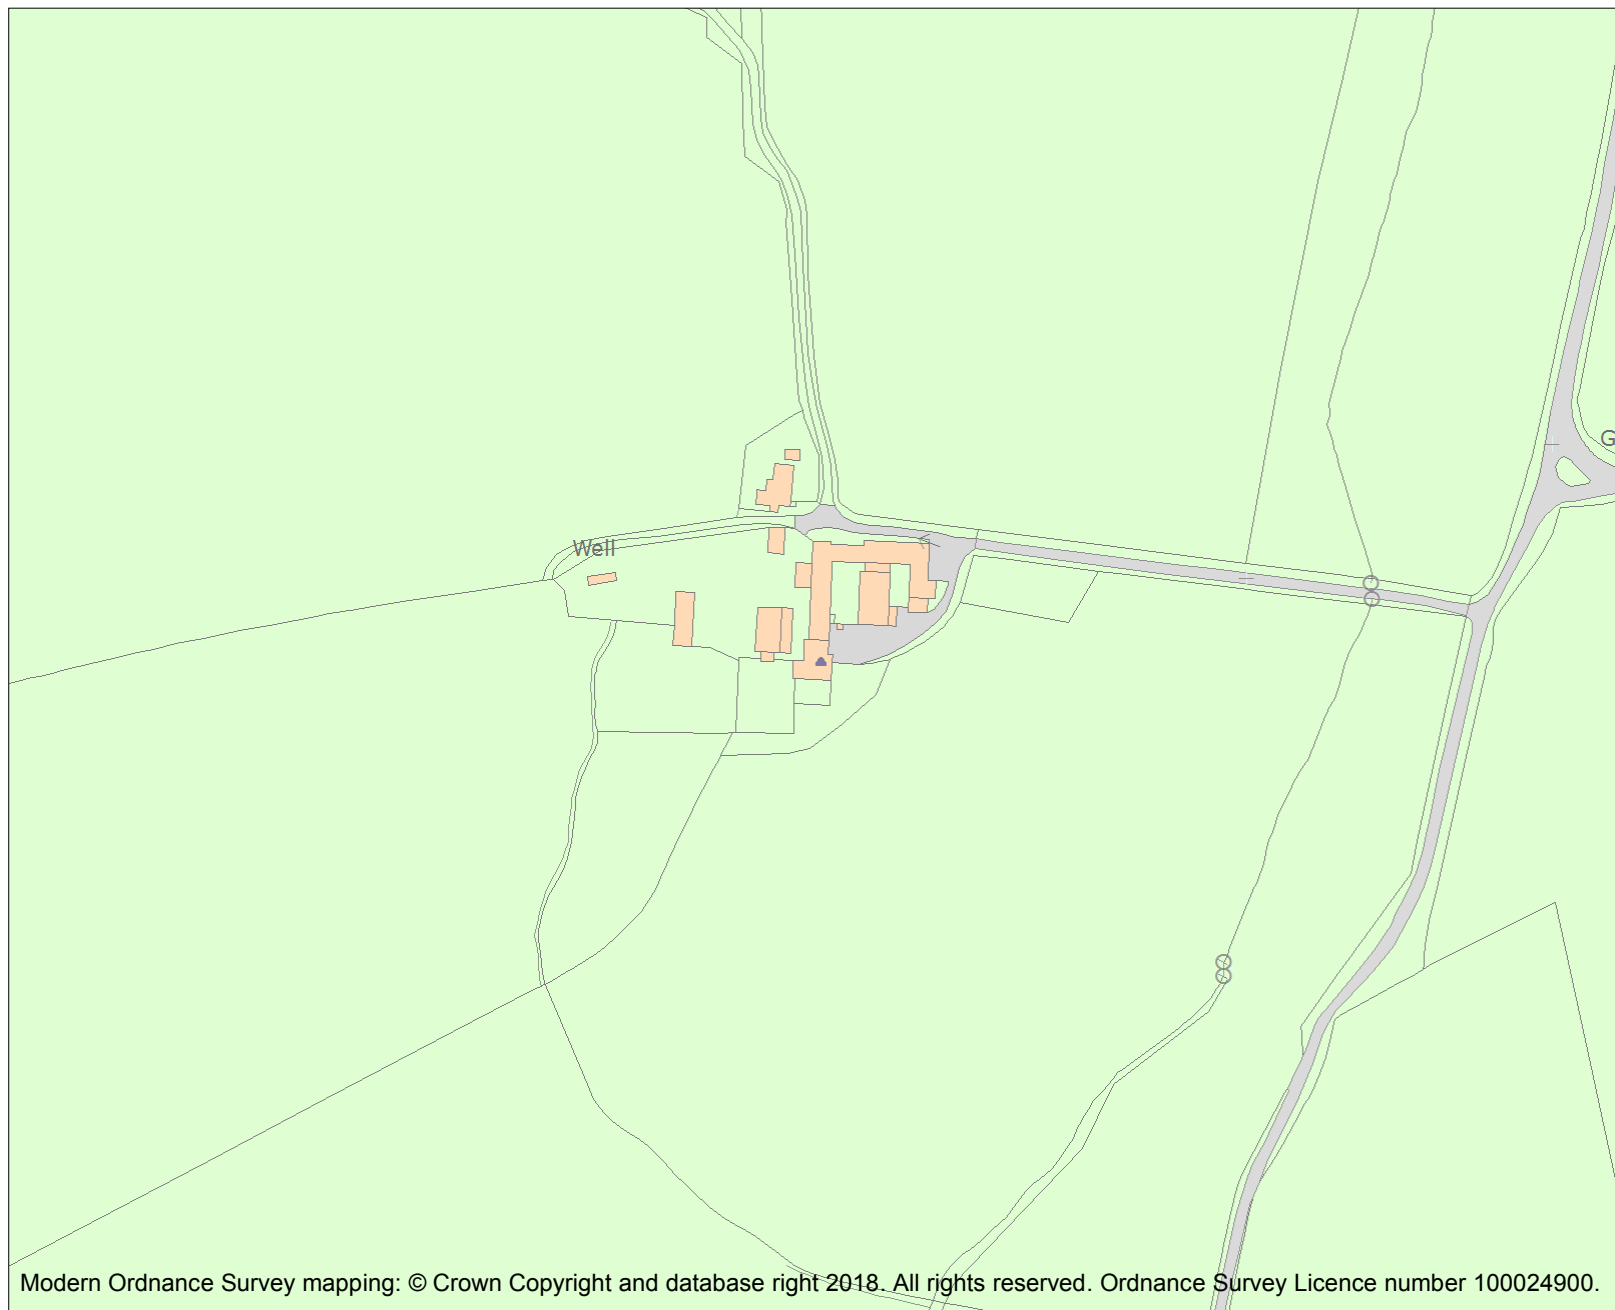 G
Well
Modern Ordnance Survey mapping: © Crown Copyright and database right 2018. All rights reserved. Ordnance Survey Licence number 100024900.